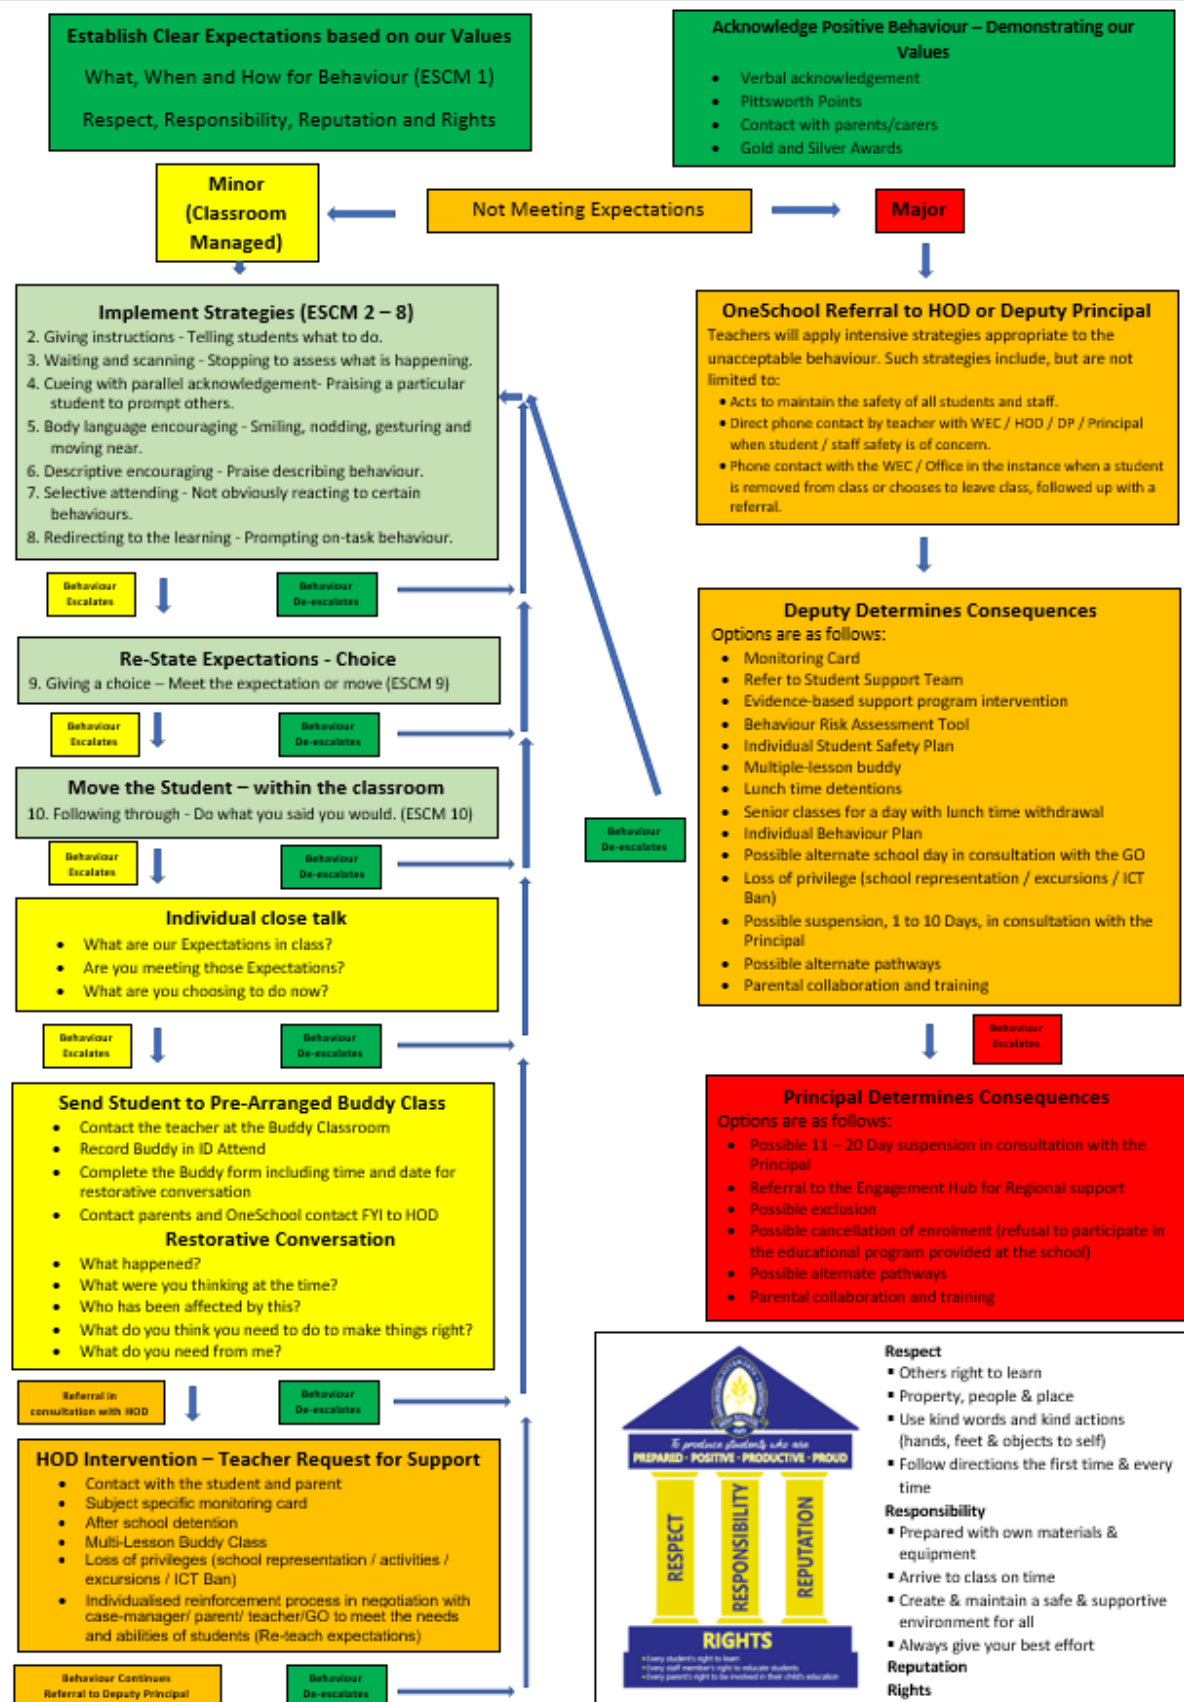 Establish Clear Expectations based on our Values
What, When and How for Behaviour (ESCM 1)
Respect, Responsibility, Reputation and Rights
Acknowledge Positive Behaviour – Demonstrating our
Values
• Verbal acknowledgement
• Pittsworth Points
• Contact with parents/carers
• Gold and Silver Awards
Minor
(Classroom
Managed)
Not Meeting Expectations
Major
Implement Strategies (ESCM 2 – 8)
2. Giving instructions - Telling students what to do.
3. Waiting and scanning - Stopping to assess what is happening.
4. Cueing with parallel acknowledgement- Praising a particular
student to prompt others.
5. Body language encouraging - Smiling, nodding, gesturing and
moving near.
6. Descriptive encouraging - Praise describing behaviour.
7. Selective attending - Not obviously reacting to certain
behaviours.
8. Redirecting to the learning - Prompting on-task behaviour.
Behaviour
Escalates
Behaviour
De-escalates
Re-State Expectations - Choice
9. Giving a choice – Meet the expectation or move (ESCM 9)
Behaviour
Escalates
Behaviour
De-escalates
Move the Student – within the classroom
10. Following through - Do what you said you would. (ESCM 10)
Behaviour
Escalates
Behaviour
De-escalates
Individual close talk
• What are our Expectations in class?
• Are you meeting those Expectations?
• What are you choosing to do now?
Behaviour
Escalates
Behaviour
De-escalates
Send Student to Pre-Arranged Buddy Class
• Contact the teacher at the Buddy Classroom
• Record Buddy in ID Attend
• Complete the Buddy form including time and date for
restorative conversation
• Contact parents and OneSchool contact FYI to HOD
Restorative Conversation
• What happened?
• What were you thinking at the time?
• Who has been affected by this?
• What do you think you need to do to make things right?
• What do you need from me?
Referral in
consultation with HOD
Behaviour
De-escalates
HOD Intervention – Teacher Request for Support
• Contact with the student and parent
• Subject specific monitoring card
• After school detention
• Multi-Lesson Buddy Class
• Loss of privileges (school representation / activities /
excursions / ICT Ban)
• Individualised reinforcement process in negotiation with
case-manager/ parent/ teacher/GO to meet the needs
and abilities of students (Re-teach expectations)
Behaviour Continues
Referral to Deputy Principal
Behaviour
De-escalates
OneSchool Referral to HOD or Deputy Principal
Teachers will apply intensive strategies appropriate to the
unacceptable behaviour. Such strategies include, but are not
limited to:
• Acts to maintain the safety of all students and staff.
• Direct phone contact by teacher with WEC / HOD / DP / Principal
when student / staff safety is of concern.
• Phone contact with the WEC / Office in the instance when a student
is removed from class or chooses to leave class, followed up with a
referral.
Deputy Determines Consequences
Options are as follows:
• Monitoring Card
• Refer to Student Support Team
• Evidence-based support program intervention
• Behaviour Risk Assessment Tool
• Individual Student Safety Plan
• Multiple-lesson buddy
• Lunch time detentions
• Senior classes for a day with lunch time withdrawal
• Individual Behaviour Plan
• Possible alternate school day in consultation with the GO
• Loss of privilege (school representation / excursions / ICT
Ban)
• Possible suspension, 1 to 10 Days, in consultation with the
Principal
• Possible alternate pathways
• Parental collaboration and training
Behaviour
De-escalates
Behaviour
Escalates
Principal Determines Consequences
Options are as follows:
• Possible 11 – 20 Day suspension in consultation with the
Principal
• Referral to the Engagement Hub for Regional support
• Possible exclusion
• Possible cancellation of enrolment (refusal to participate in
the educational program provided at the school)
• Possible alternate pathways
• Parental collaboration and training
To produce students who are
PREPARED - POSITIVE - PRODUCTIVE - PROUD
RESPECT
RESPONSIBILITY
REPUTATION
RIGHTS
• Every student's right to learn
• Every staff member's right to educate students
• Every parent's right to be involved in their child's education
Respect
▪ Others right to learn
▪ Property, people & place
▪ Use kind words and kind actions
(hands, feet & objects to self)
▪ Follow directions the first time & every
time
Responsibility
▪ Prepared with own materials &
equipment
▪ Arrive to class on time
▪ Create & maintain a safe & supportive
environment for all
▪ Always give your best effort
Reputation
Rights